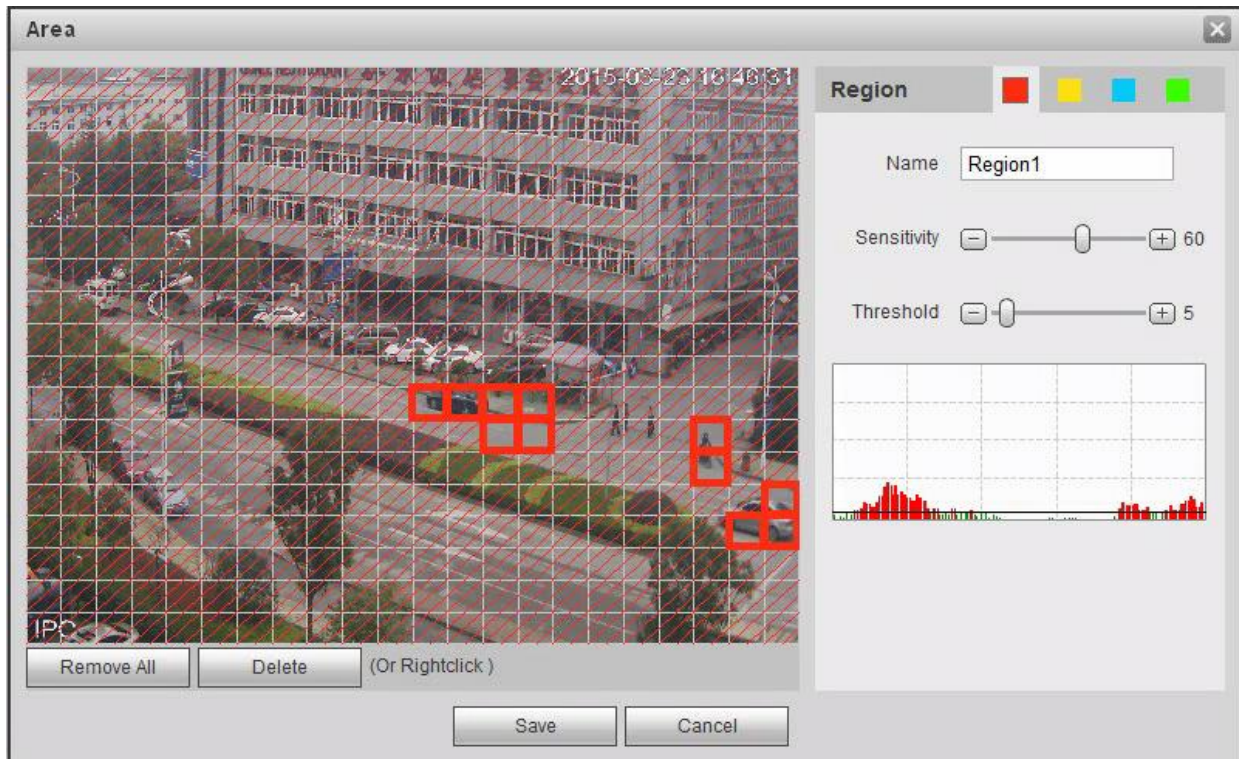 Area
2015-03-23 16:46:31
Region
Name Region1
Sensitivity 60
Threshold 5
IPC
Remove All Delete (Or Rightclick )
Save Cancel